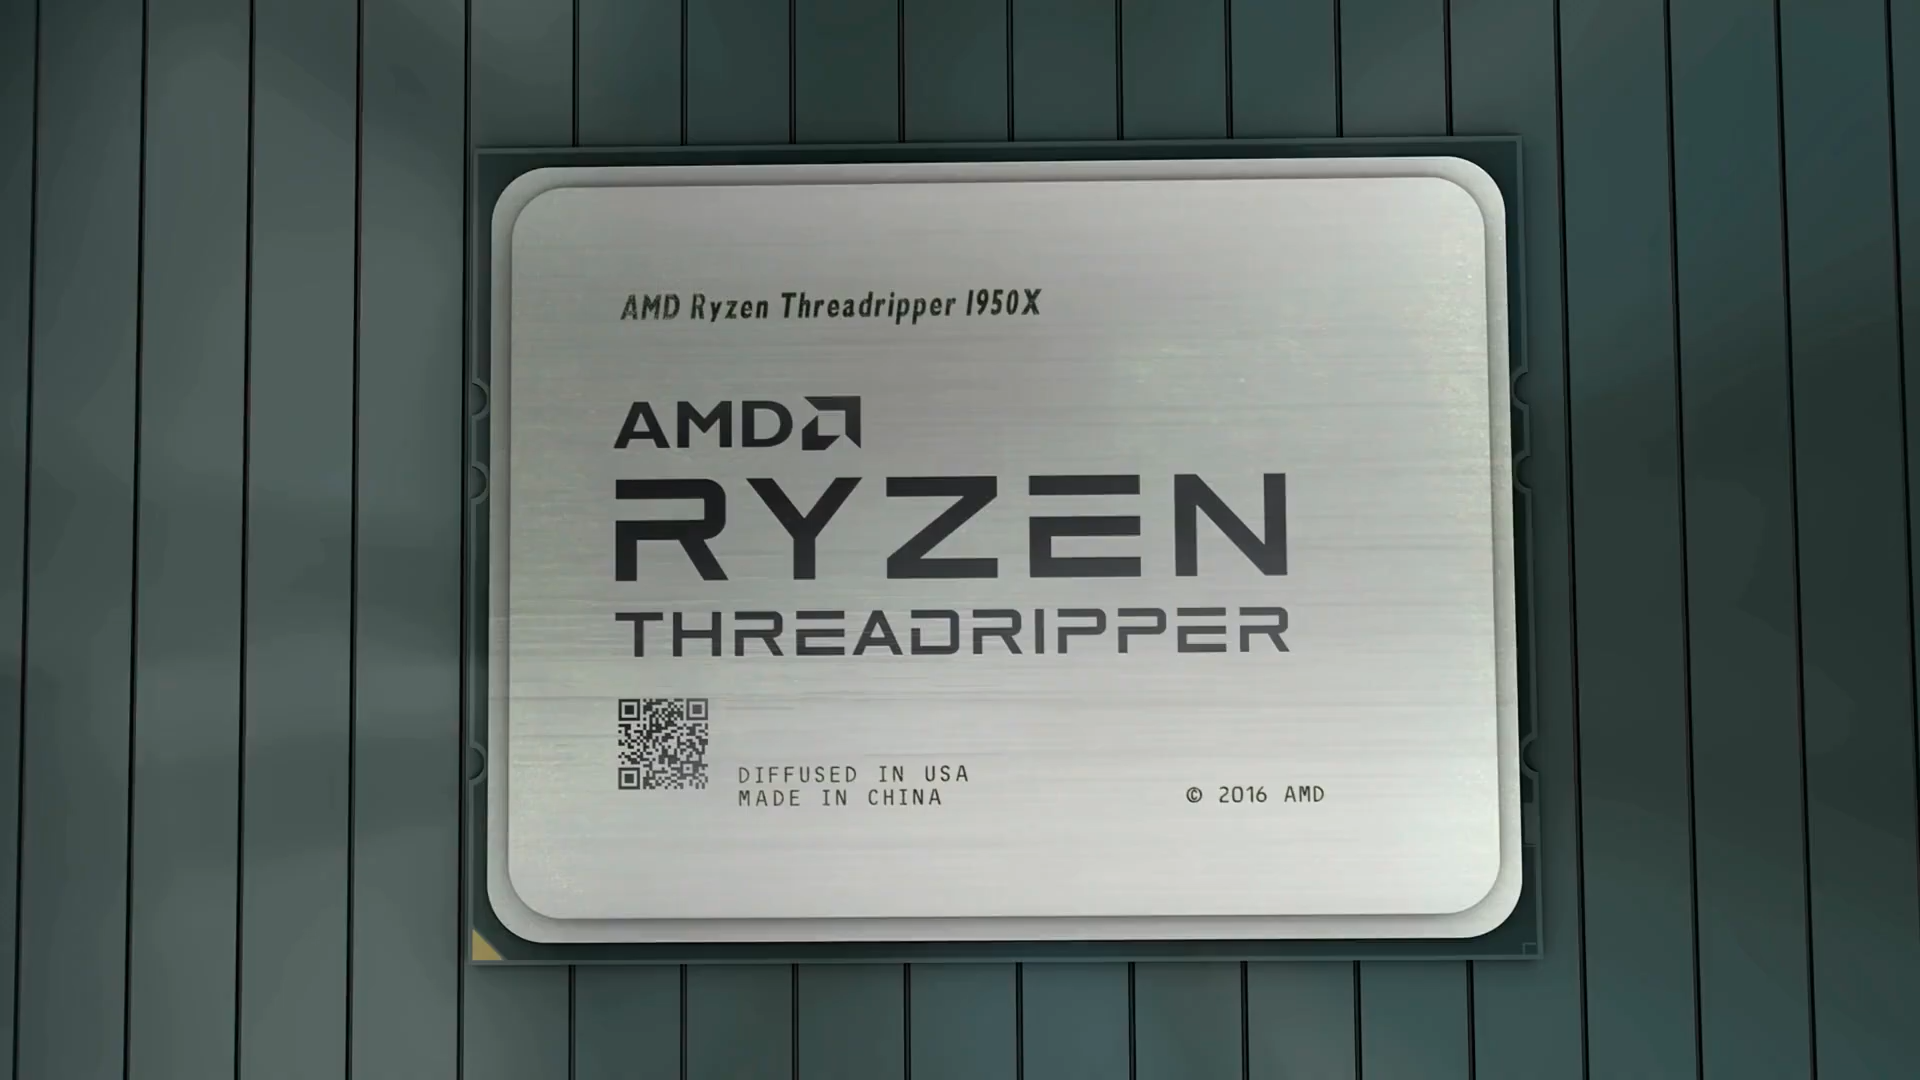 AMD Ryzen Threadripper 1950X
AMD
RYZEN
THREADRIPPER
DIFFUSED IN USA
MADE IN CHINA
© 2016 AMD